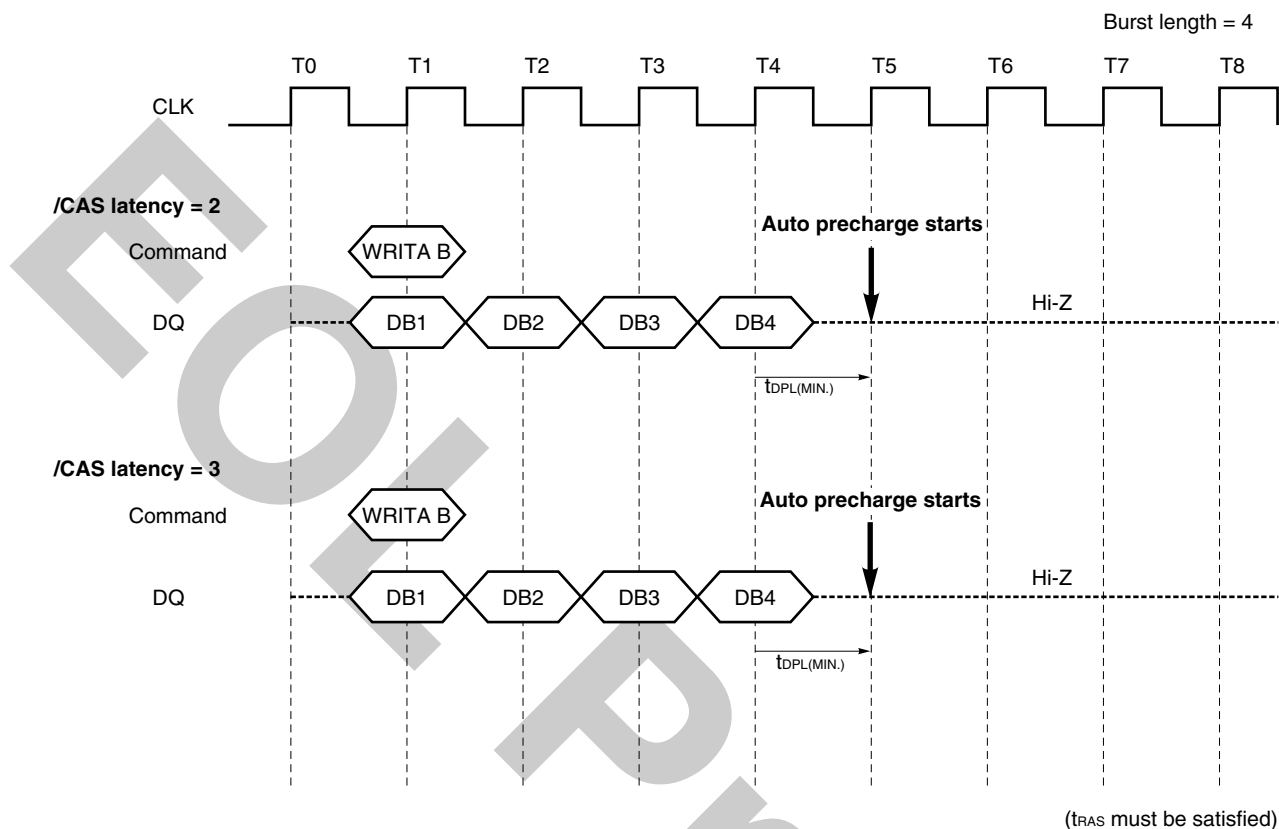 Burst length = 4
T0 T1 T2 T3 T4 T5 T6 T7 T8
CLK
/CAS latency = 2
Auto precharge starts
Command WRITA B
DQ DB1 DB2 DB3 DB4 Hi-Z
tDPL(MIN.)
/CAS latency = 3
Auto precharge starts
Command WRITA B
DQ DB1 DB2 DB3 DB4 Hi-Z
tDPL(MIN.)
(tRAS must be satisfied)
EOL Pr